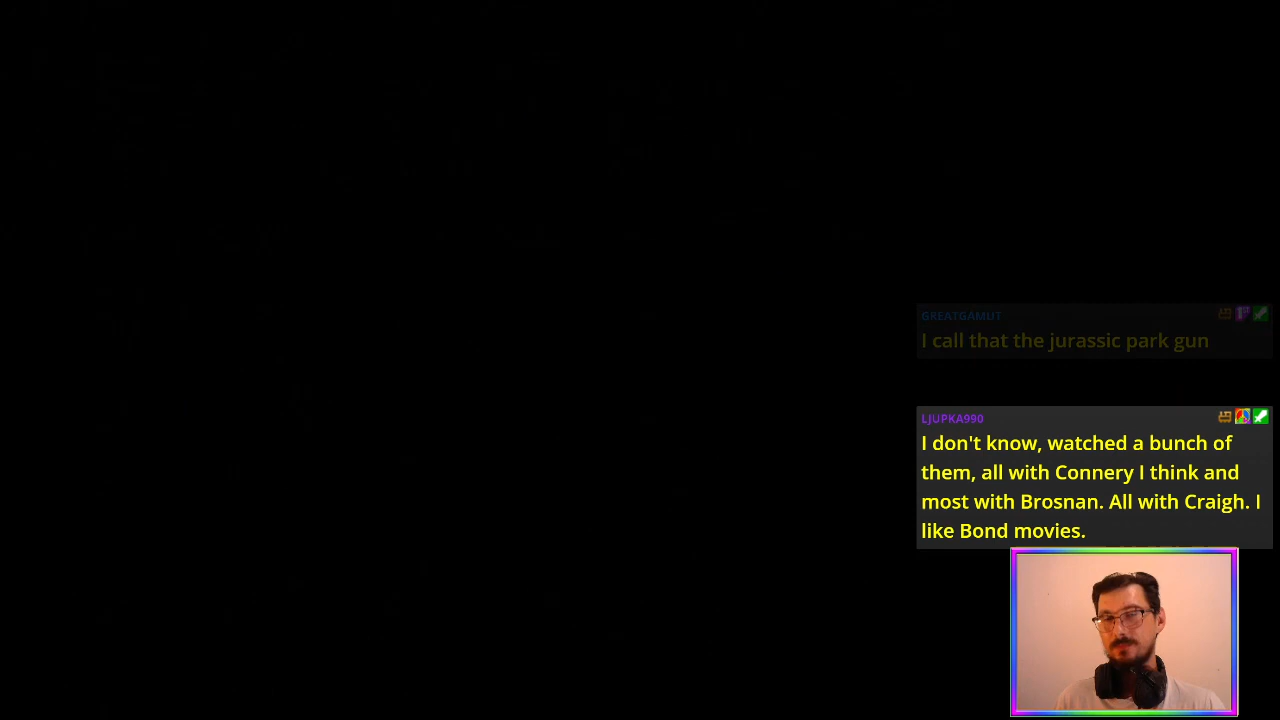 GREATGAMUT
I call that the jurassic park gun
LJUPKA990
I don't know, watched a bunch of
them, all with Connery I think and
most with Brosnan. All with Craigh. I
like Bond movies.